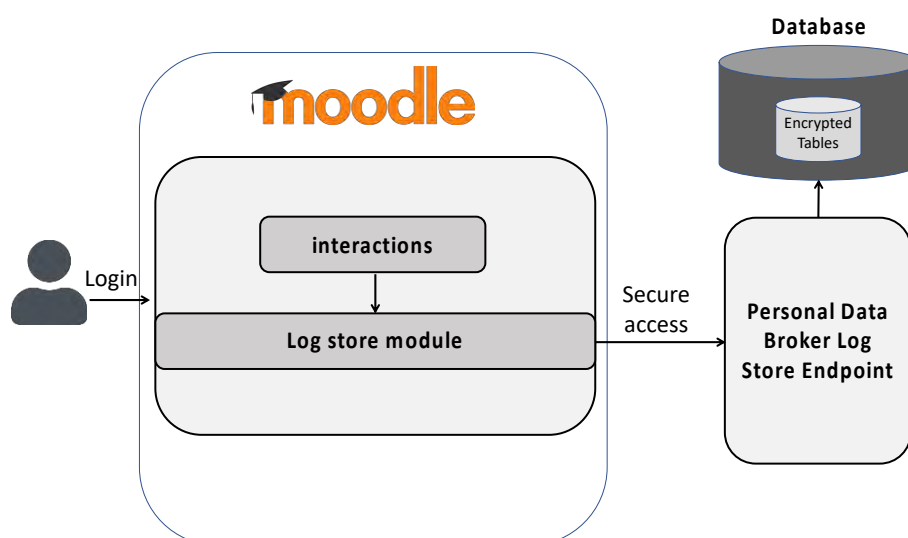 Database
moodle
Encrypted
Tables
interactions
Login
Secure
access
Log store module
Personal Data
Broker Log
Store Endpoint